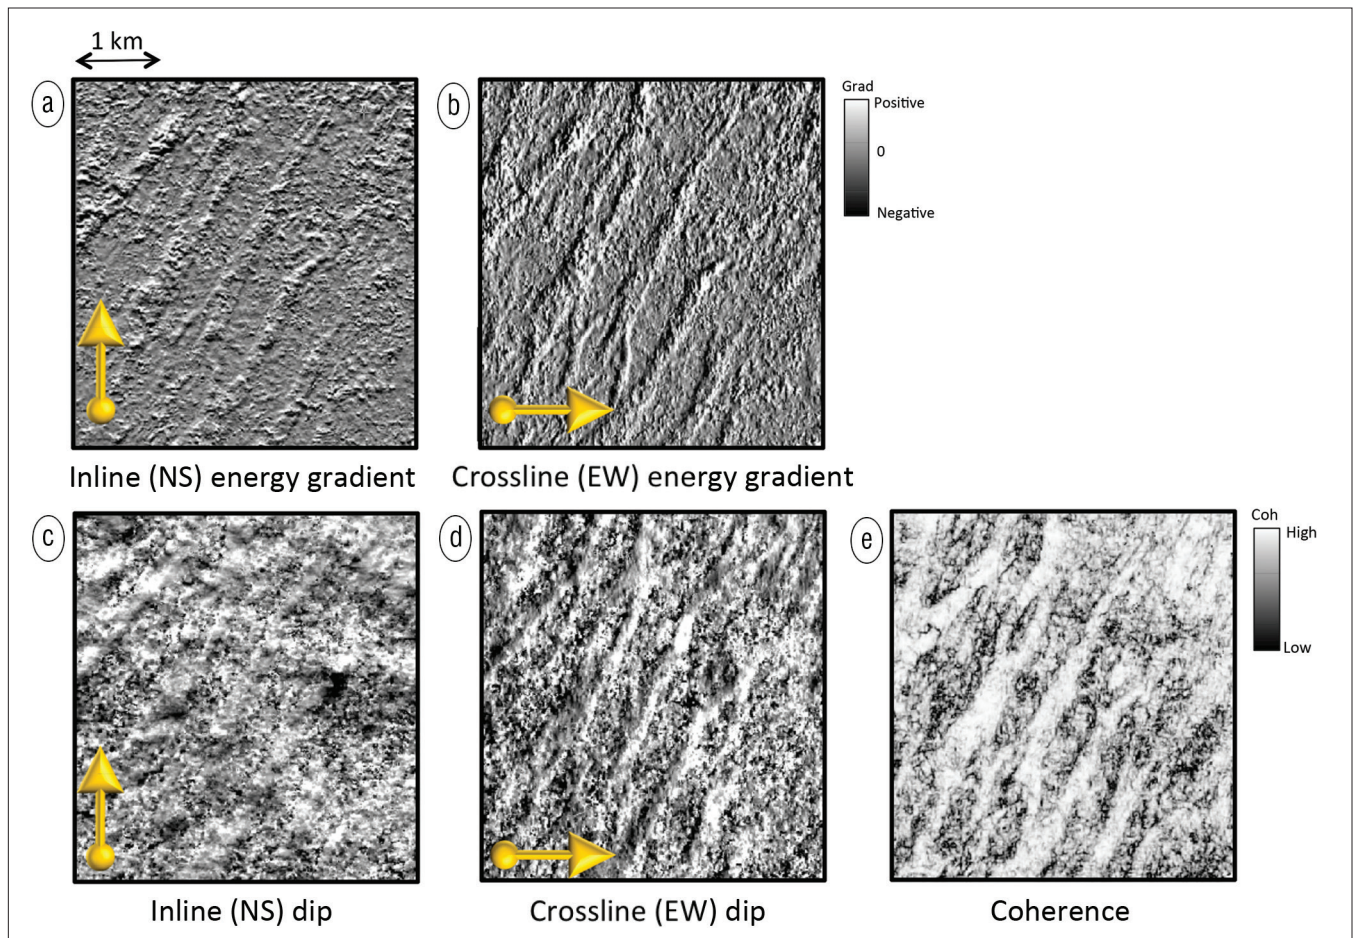 1 km
a
b
Grad
Positive
0
Negative
Inline (NS) energy gradient
Crossline (EW) energy gradient
c
d
e
Coh
High
Low
Inline (NS) dip
Crossline (EW) dip
Coherence